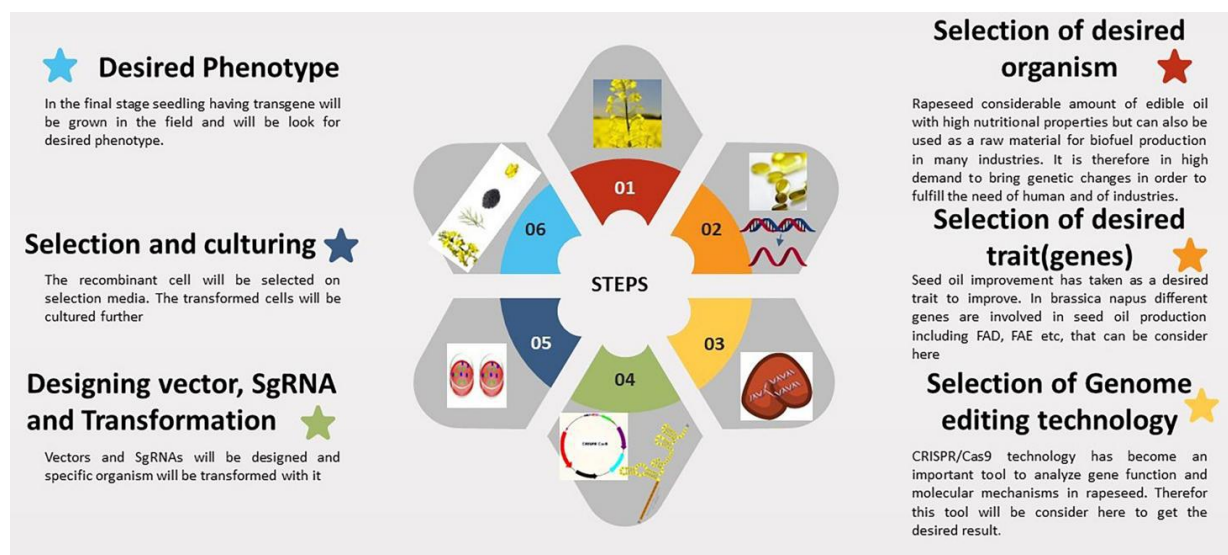 Desired Phenotype
In the final stage seedling having transgene will
be grown in the field and will be look for
desired phenotype.
Selection and culturing
The recombinant cell will be selected on
selection media. The transformed cells will be
cultured further
Designing vector, SgRNA
and Transformation
Vectors and SgRNAs will be designed and
specific organism will be transformed with it
01
02
03
04
05
06
STEPS
CRISPR Cas9
Selection of desired
organism
Rapeseed considerable amount of edible oil
with high nutritional properties but can also be
used as a raw material for biofuel production
in many industries. It is therefore in high
demand to bring genetic changes in order to
fulfill the need of human and of industries.
Selection of desired
trait(genes)
Seed oil improvement has taken as a desired
trait to improve. In brassica napus different
genes are involved in seed oil production
including FAD, FAE etc, that can be consider
here
Selection of Genome
editing technology
CRISPR/Cas9 technology has become an
important tool to analyze gene function and
molecular mechanisms in rapeseed. Therefor
this tool will be consider here to get the
desired result.